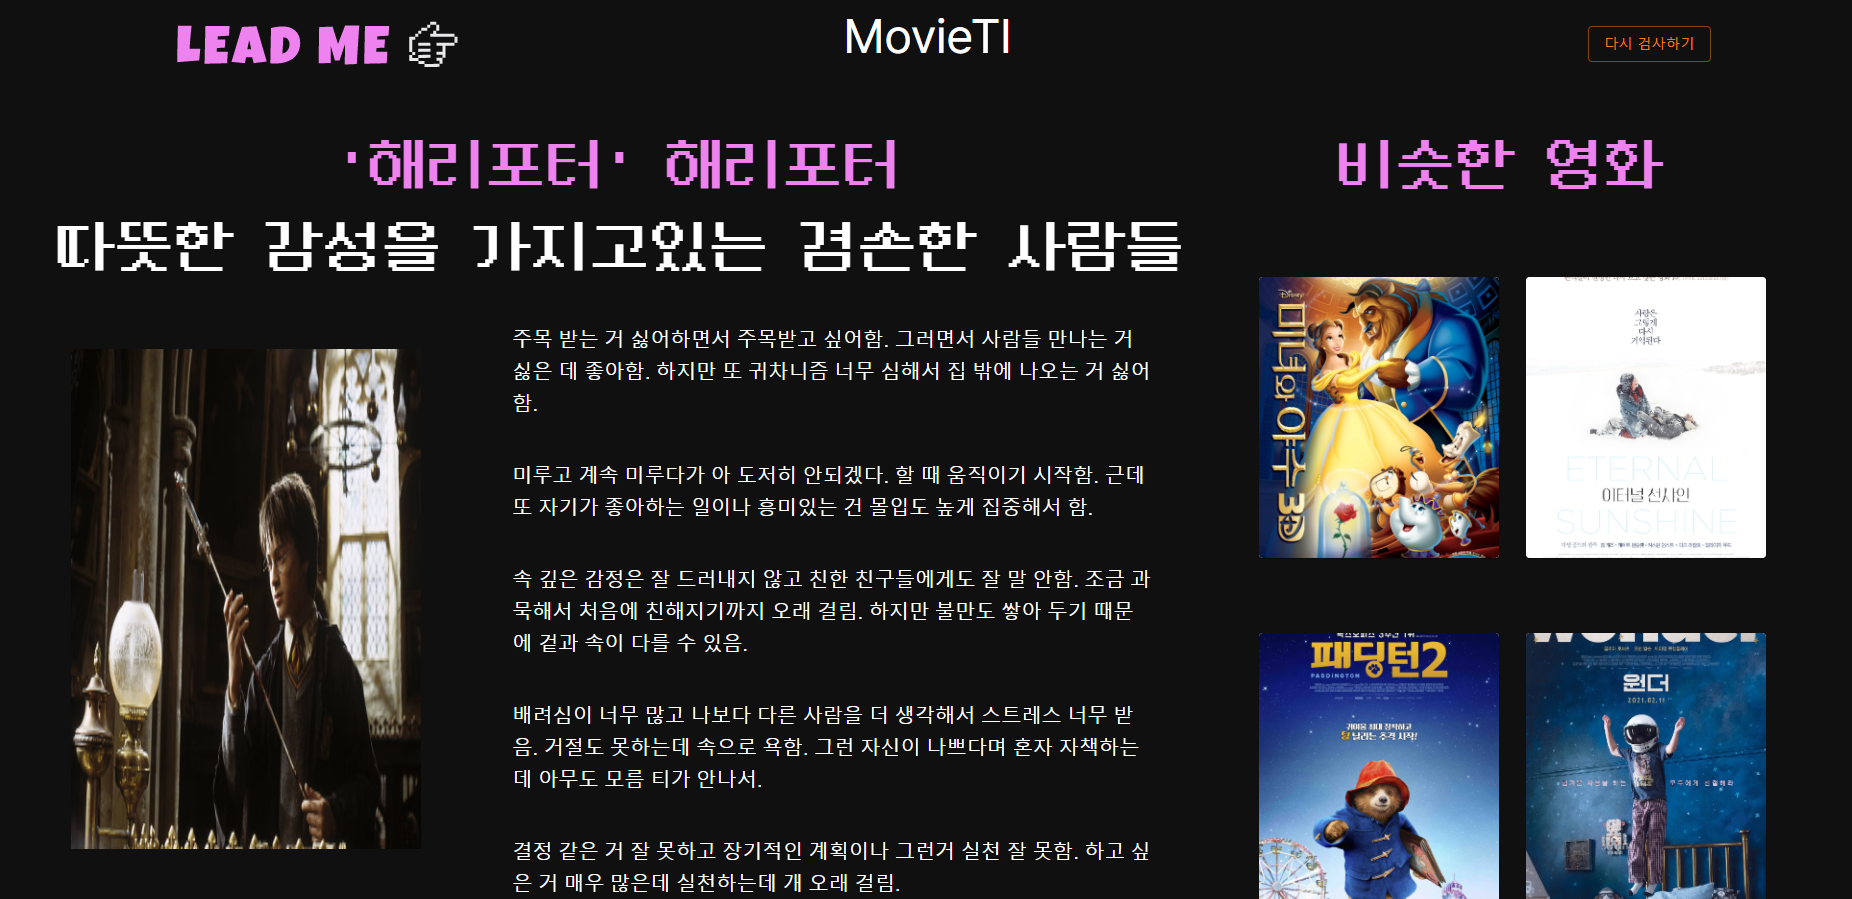 LEAD ME
MovieTI
다시 검사하기
'해리포터' 해리포터
따뜻한 감성을 가지고있는 겸손한 사람들
주목 받는 거 싫어하면서 주목받고 싶어함. 그러면서 사람들 만나는 거
싫은 데 좋아함. 하지만 또 귀차니즘 너무 심해서 집 밖에 나오는 거 싫어
함.
미루고 계속 미루다가 아 도저히 안되겠다. 할 때 움직이기 시작함. 근데
또 자기가 좋아하는 일이나 흥미있는 건 몰입도 높게 집중해서 함.
속 깊은 감정은 잘 드러내지 않고 친한 친구들에게도 잘 말 안함. 조금 과
묵해서 처음에 친해지기까지 오래 걸림. 하지만 불만도 쌓아 두기 때문
에 겉과 속이 다를 수 있음.
배려심이 너무 많고 나보다 다른 사람을 더 생각해서 스트레스 너무 받
음. 거절도 못하는데 속으로 욕함. 그런 자신이 나쁘다며 혼자 자책하는
데 아무도 모름 티가 안나서.
결정 같은 거 잘 못하고 장기적인 계획이나 그런거 실천 잘 못함. 하고 싶
은 거 매우 많은데 실천하는데 개 오래 걸림.
비슷한 영화
Disney
미녀와 야수 3D
사랑은
그렇게
다시
기억된다
ETERNAL
이터널 선샤인
SUNSHINE
패딩턴2
PADDINGTON
귀여움 최대 장착하고
달리는 추격 시작!
wonder
원더
2021.02.11